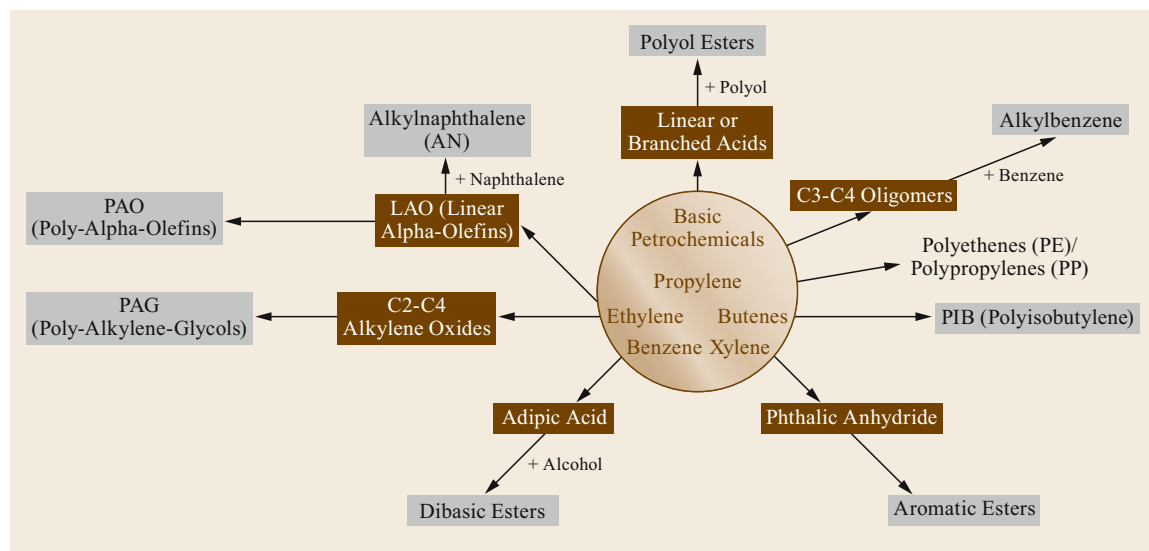 Polyol Esters
+ Polyol
Linear or
Branched Acids
Alkylnaphthalene
(AN)
+ Naphthalene
Alkylbenzene
+ Benzene
C3-C4 Oligomers
PAO
(Poly-Alpha-Olefins)
LAO (Linear
Alpha-Olefins)
Basic
Petrochemicals
Propylene
Ethylene Butenes
Benzene Xylene
Polyethenes (PE)/
Polypropylenes (PP)
PAG
(Poly-Alkylene-Glycols)
C2-C4
Alkylene Oxides
PIB (Polyisobutylene)
Adipic Acid
+ Alcohol
Dibasic Esters
Phthalic Anhydride
Aromatic Esters